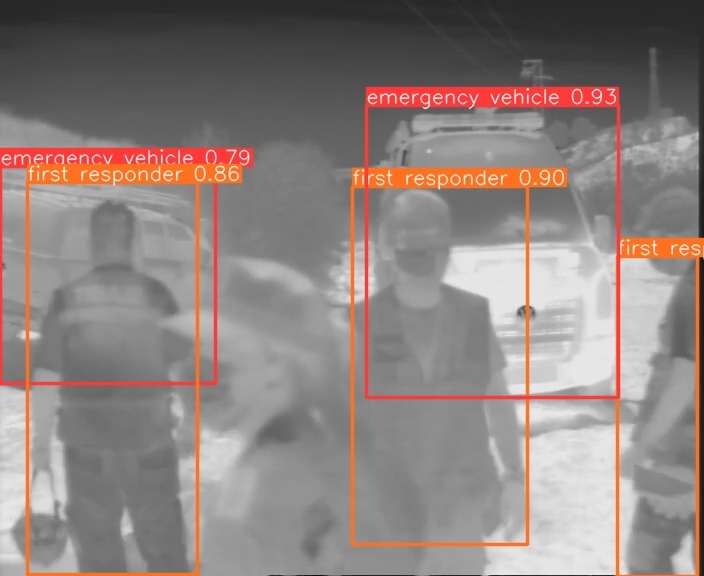 emergency vehicle 0.93
emergency vehicle 0.79
first responder 0.86
first responder 0.90
first resp